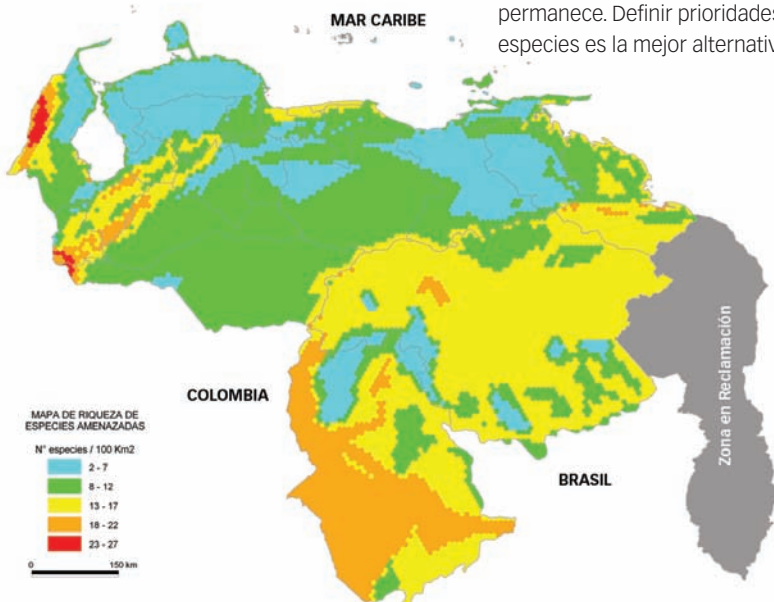 permanece. Definir prioridades
especies es la mejor alternativ
MAR CARIBE
COLOMBIA
BRASIL
Zona en Reclamación
MAPA DE RIQUEZA DE
ESPECIES AMENAZADAS
N° especies / 100 Km2
2 - 7
8 - 12
13 - 17
18 - 22
23 - 27
0 150 km